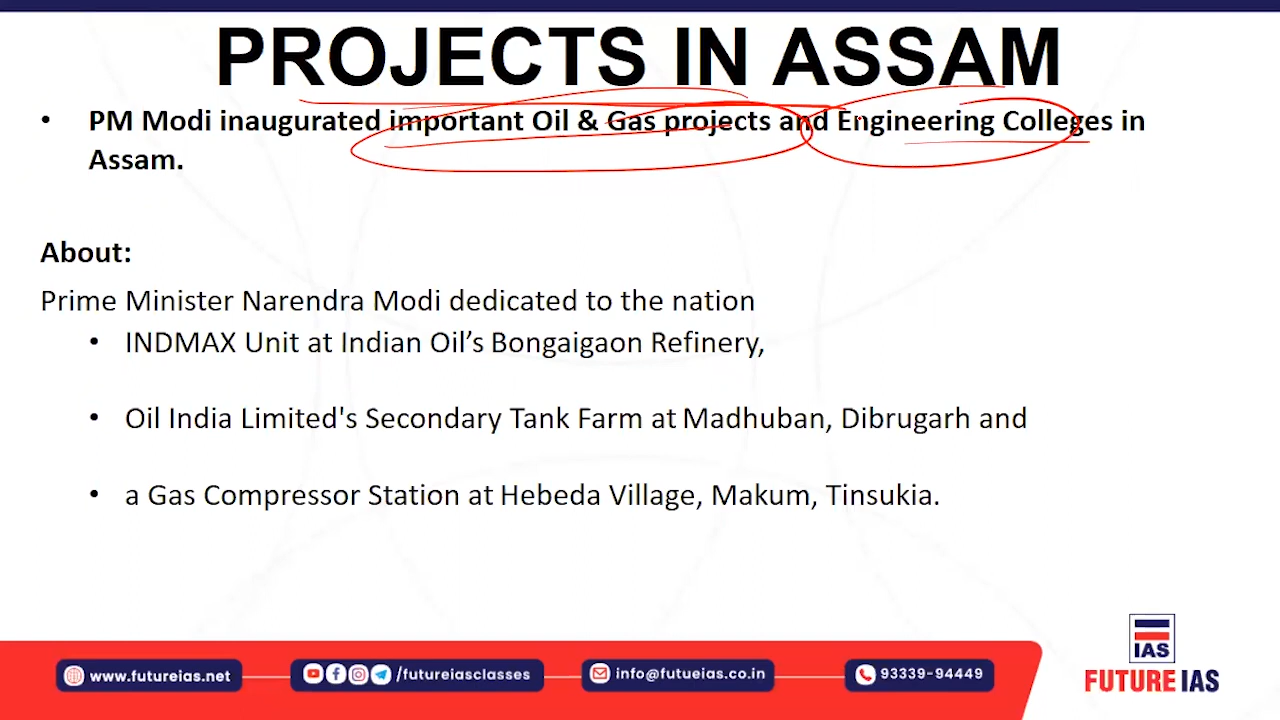 PROJECTS IN ASSAM
• PM Modi inaugurated important Oil & Gas projects and Engineering Colleges in
Assam.
About:
Prime Minister Narendra Modi dedicated to the nation
• INDMAX Unit at Indian Oil’s Bongaigaon Refinery,
• Oil India Limited's Secondary Tank Farm at Madhuban, Dibrugarh and
• a Gas Compressor Station at Hebeda Village, Makum, Tinsukia.
www.futureias.net
/futureiasclasses
info@futueias.co.in
93339-94449
IAS
FUTURE IAS